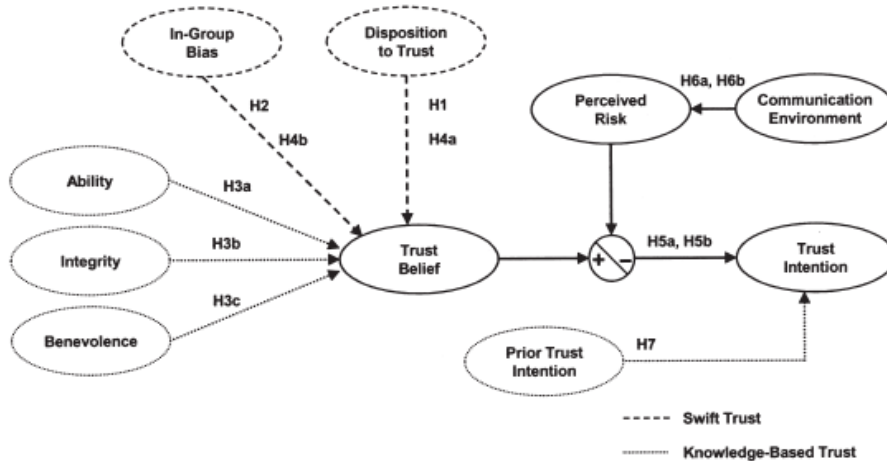 In-Group
Bias
Disposition
to Trust
H2
H4b
H1
H4a
H6a, H6b
Perceived
Risk
Communication
Environment
Ability
H3a
Integrity
H3b
Benevolence
H3c
Trust
Belief
+ −
H5a, H5b
Trust
Intention
Prior Trust
Intention
H7
Swift Trust
Knowledge-Based Trust